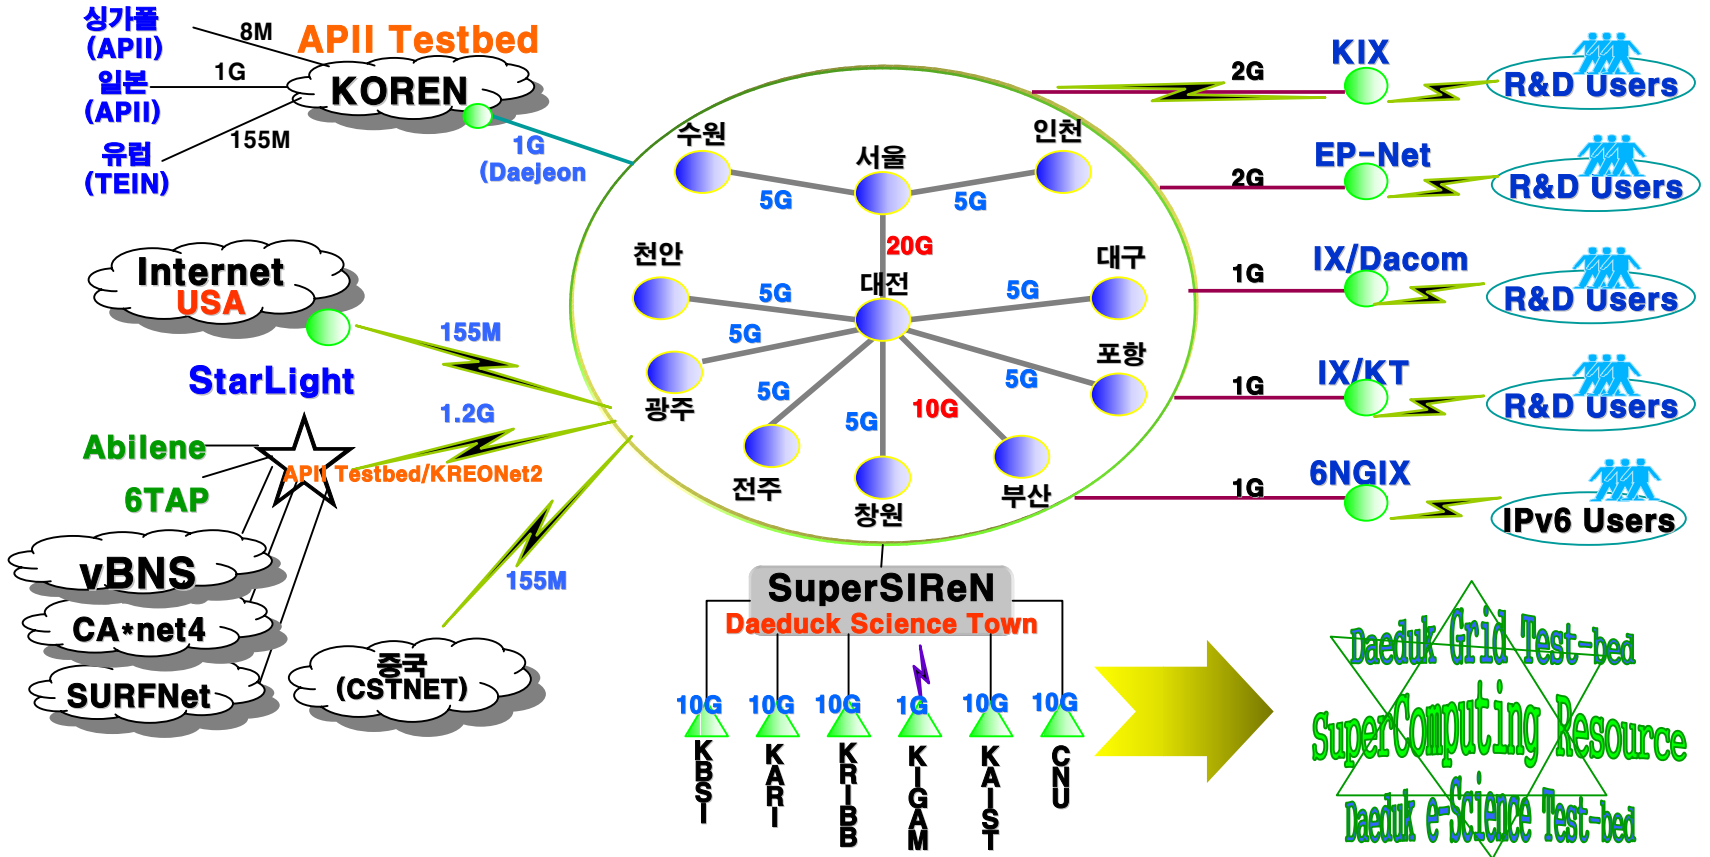 싱가폴
(APII)
8M
일본
(APII)
1G
유럽
(TEIN)
155M
APII Testbed
KOREN
1G
(Daejeon
Internet
USA
155M
StarLight
1.2G
Abilene
APII Testbed/KREONet2
6TAP
vBNS
CA*net4
SURFNet
155M
중국
(CSTNET)
수원
서울
인천
5G
5G
20G
천안
대전
대구
5G
5G
5G
광주
포항
5G
5G
5G
10G
전주
창원
부산
2G
KIX
R&D Users
2G
EP-Net
R&D Users
1G
IX/Dacom
R&D Users
1G
IX/KT
R&D Users
1G
6NGIX
IPv6 Users
SuperSIReN
Daeduck Science Town
10G
10G
10G
1G
10G
10G
KBSI
KARI
KRIBB
KIGAM
KAIST
CNU
Daeduk Grid Test-bed
SuperComputing Resource
Daeduk e-Science Test-bed